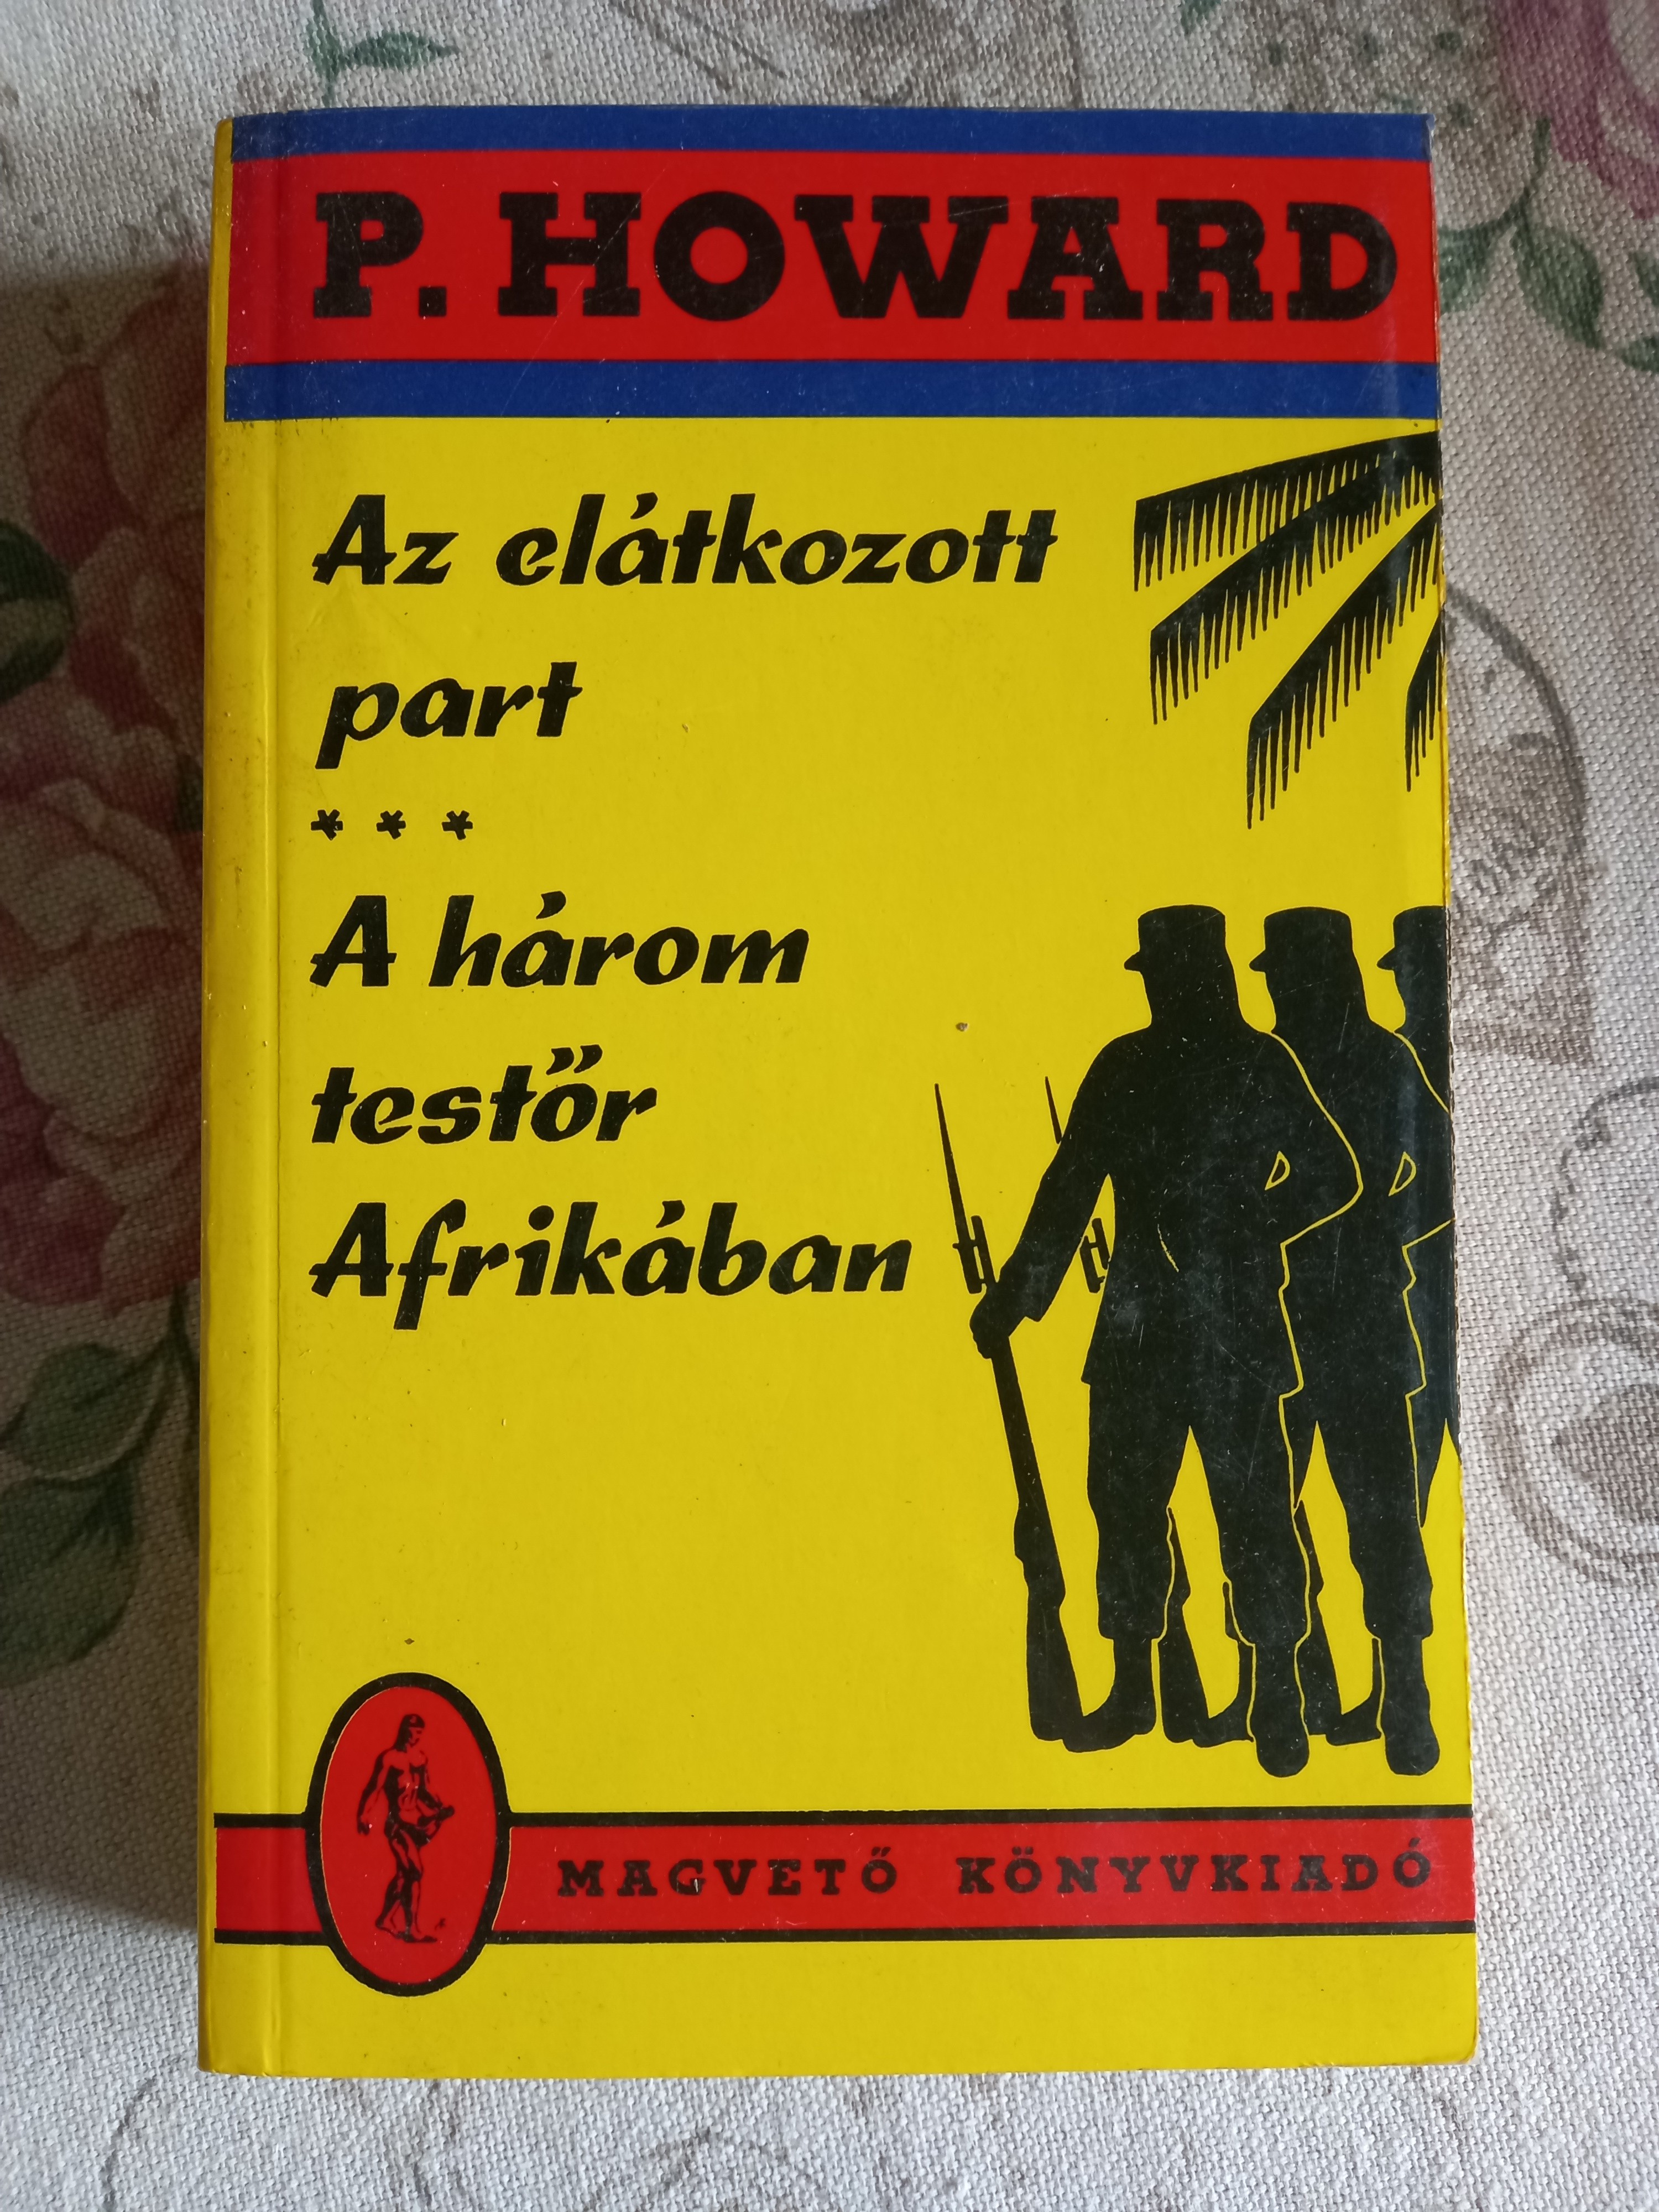 P. HOWARD
Az elátkozott
part
* * *
A három
testőr
Afrikában
MAGVETŐ KÖNYVKIADÓ